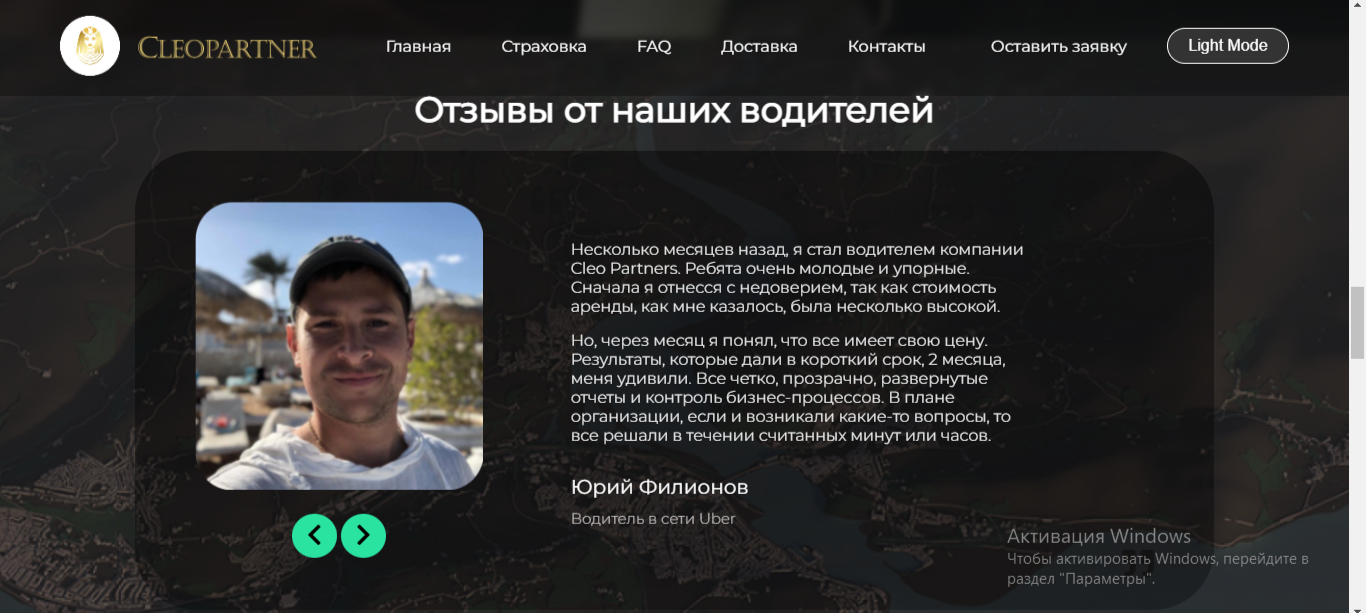 CLEOPARTNER
Главная
Страховка
FAQ
Доставка
Контакты
Оставить заявку
Light Mode
Отзывы от наших водителей
Несколько месяцев назад, я стал водителем компании
Cleo Partners. Ребята очень молодые и упорные.
Сначала я отнесся с недоверием, так как стоимость
аренды, как мне казалось, была несколько высокой.
Но, через месяц я понял, что все имеет свою цену.
Результаты, которые дали в короткий срок, 2 месяца,
меня удивили. Все четко, прозрачно, развернутые
отчеты и контроль бизнес-процессов. В плане
организации, если и возникали какие-то вопросы, то
все решали в течении считанных минут или часов.
Юрий Филионов
Водитель в сети Uber
Активация Windows
Чтобы активировать Windows, перейдите в
раздел "Параметры".